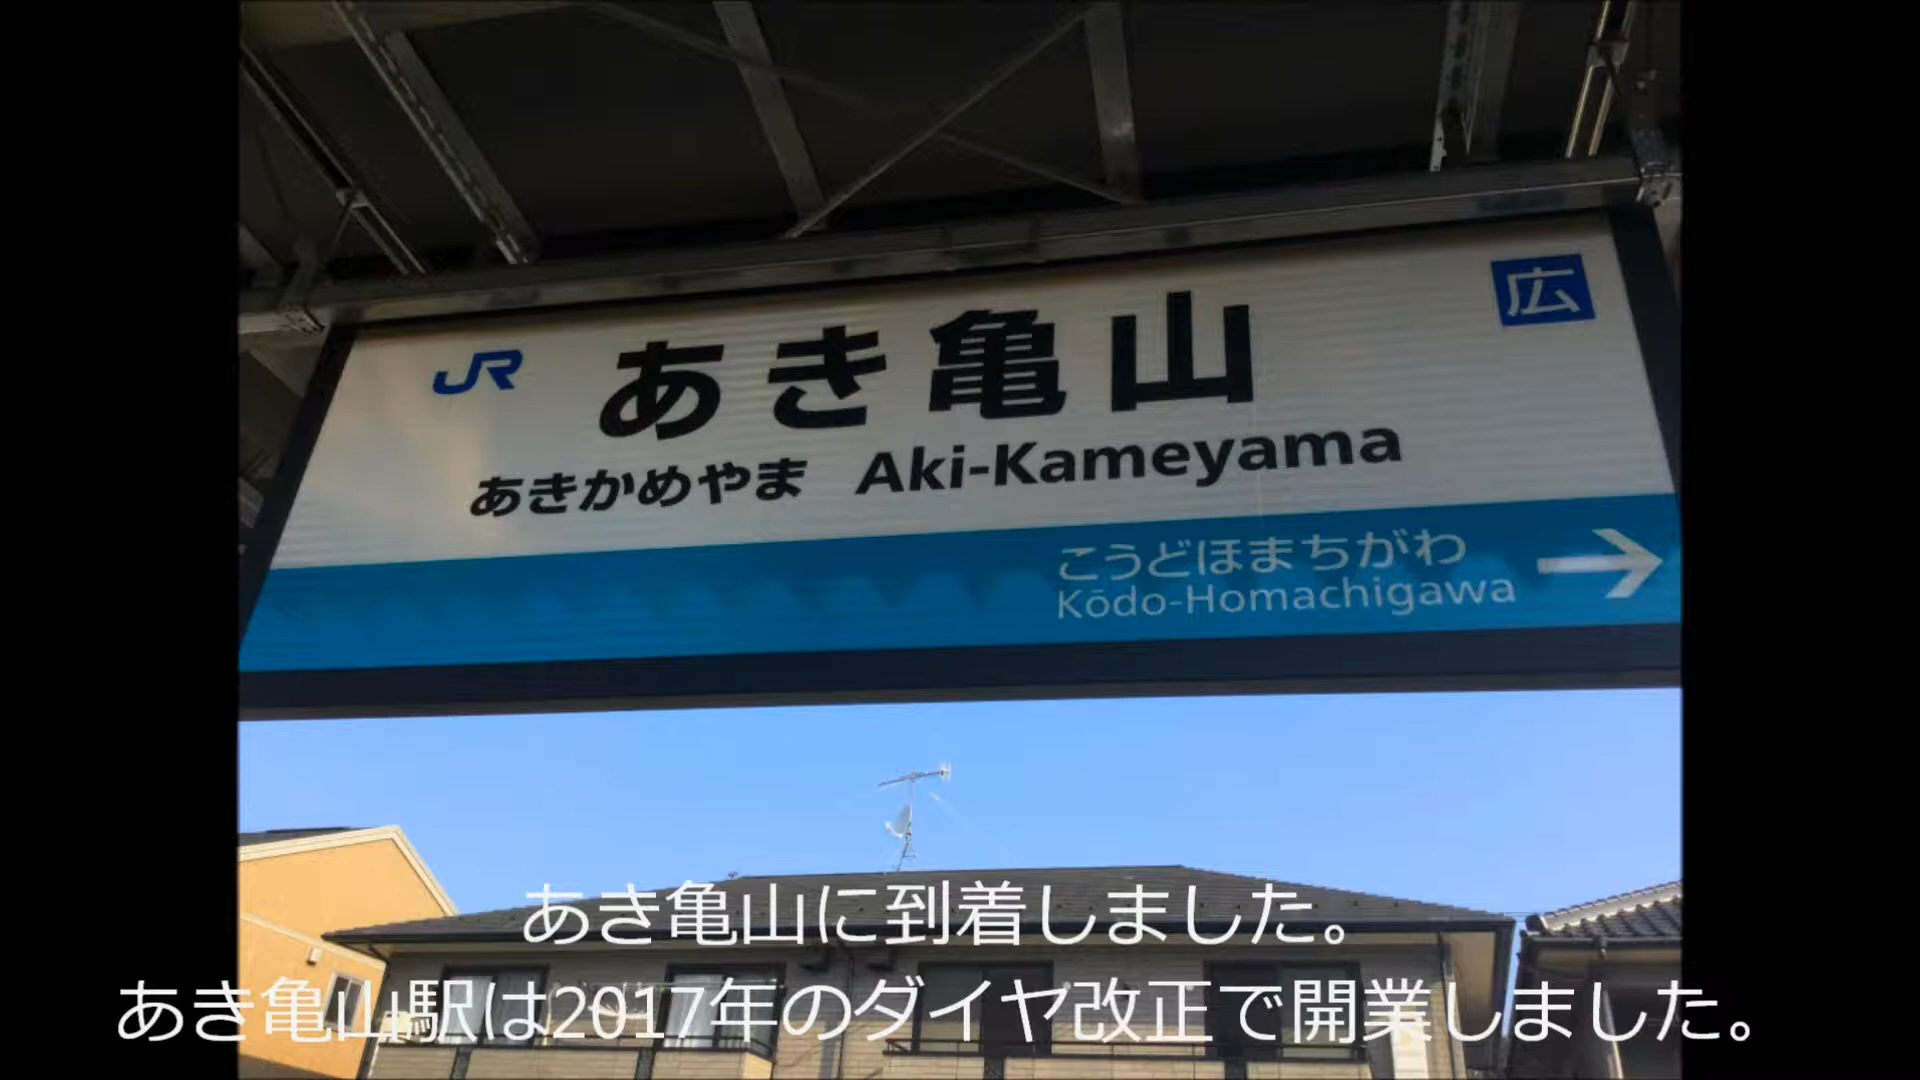 JR
あき亀山
広
あきかめやま Aki-Kameyama
こうどほまちがわ
Kōdo-Homachigawa
あき亀山に到着しました。
あき亀山駅は2017年のダイヤ改正で開業しました。